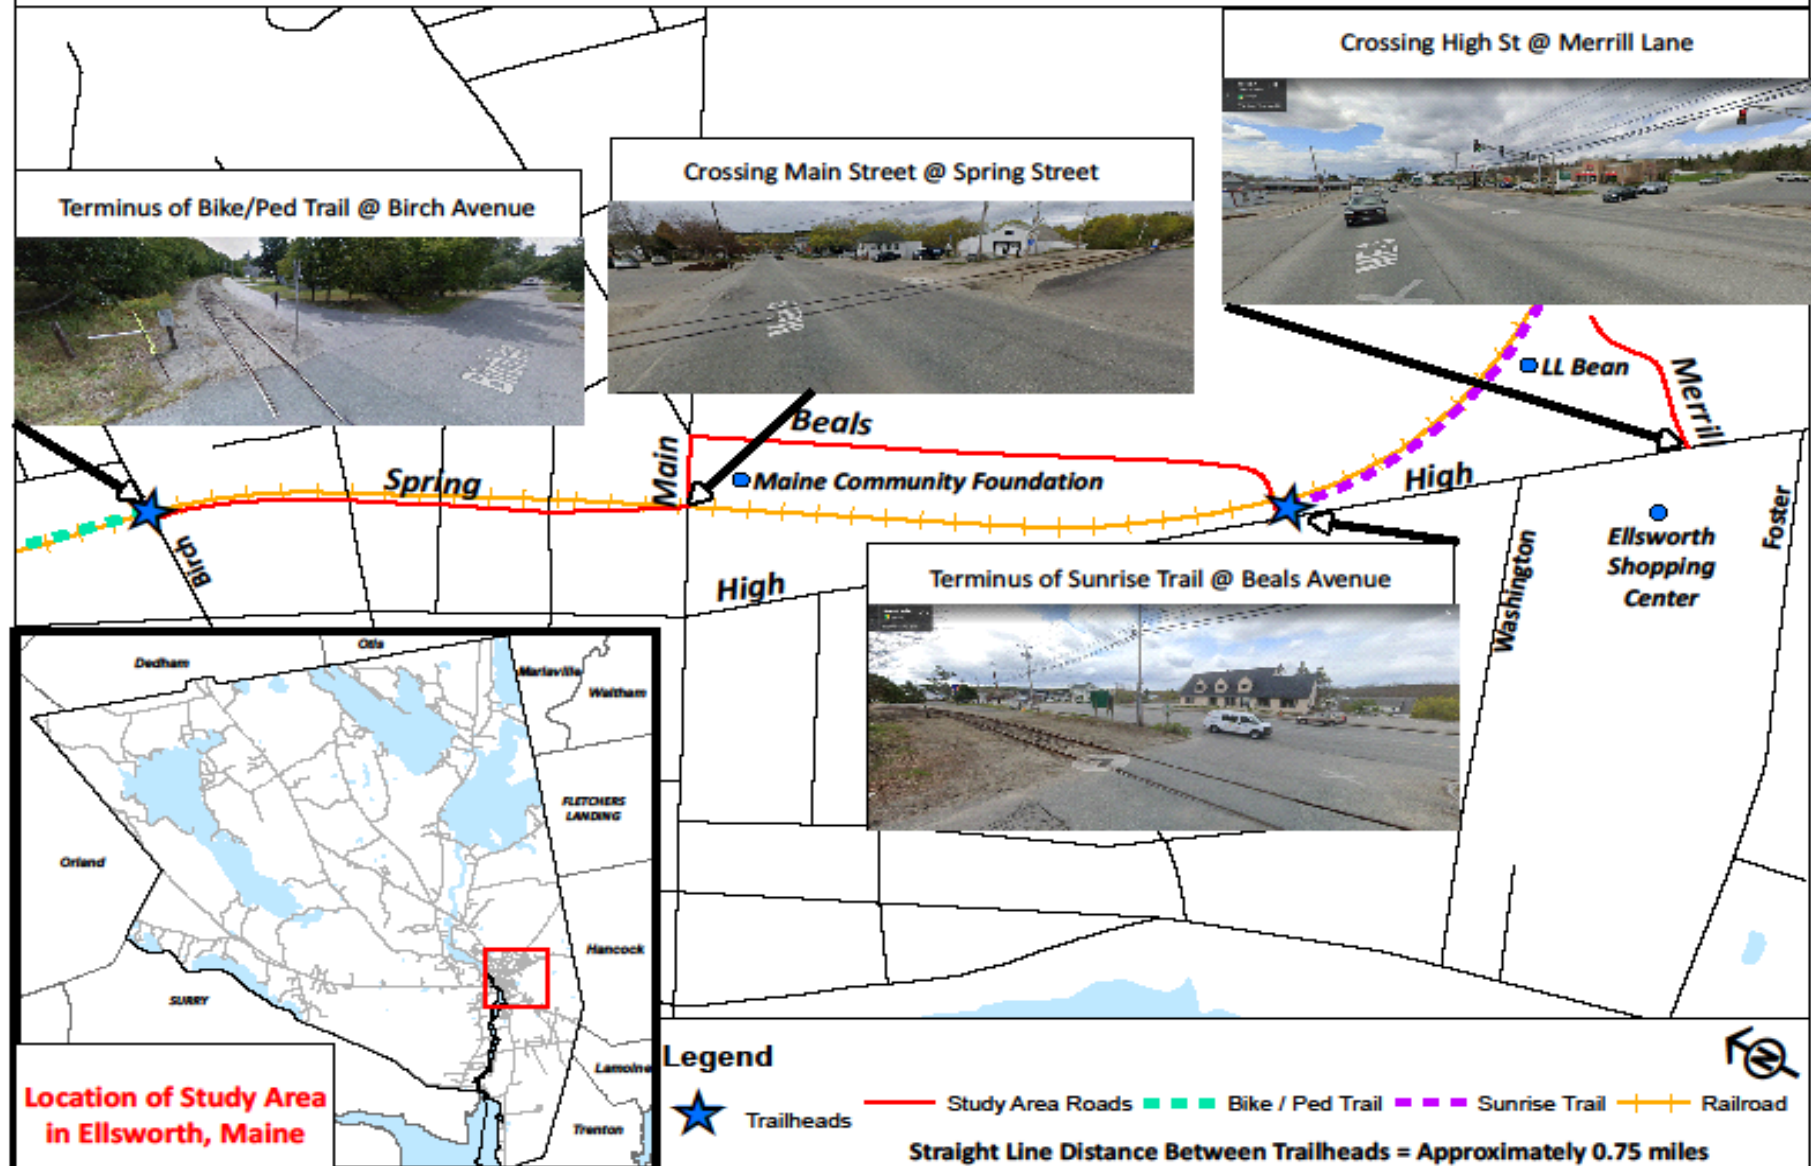 Crossing High St @ Merrill Lane
Crossing Main Street @ Spring Street
Terminus of Bike/Ped Trail @ Birch Avenue
Main
Birch
LL Bean
Merrill
Beals
Main
Spring
Maine Community Foundation
High
Birch
High
Washington
Foster
Ellsworth
Shopping
Center
Terminus of Sunrise Trail @ Beals Avenue
Otis
Dedham
Mariaville
Waltham
FLETCHERS
LANDING
Orland
Hancock
SURRY
Lamoine
Trenton
Location of Study Area
in Ellsworth, Maine
Legend
N
Trailheads
Study Area Roads
Bike / Ped Trail
Sunrise Trail
Railroad
Straight Line Distance Between Trailheads = Approximately 0.75 miles